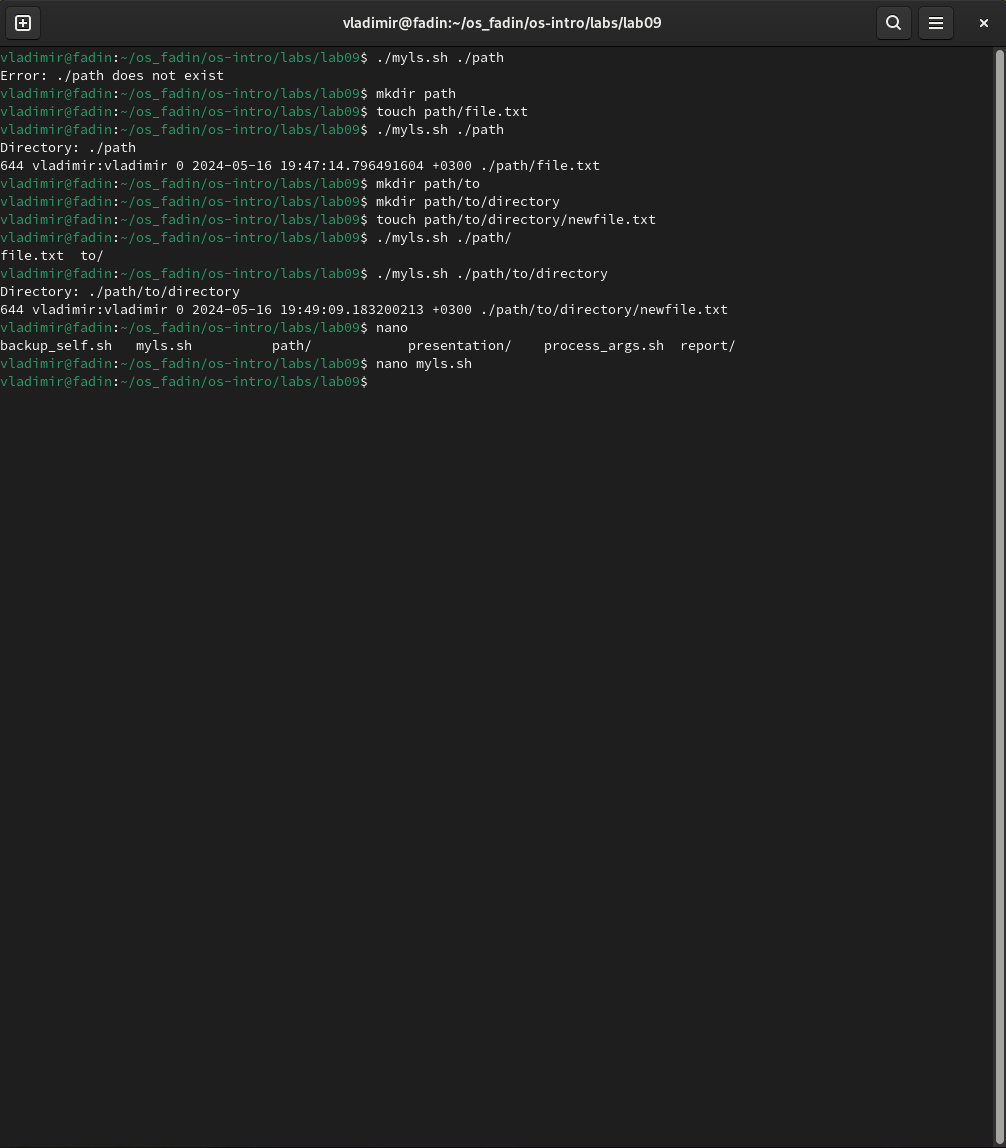 vladimir@fadin:~/os_fadin/os-intro/labs/lab09
vladimir@fadin:~/os_fadin/os-intro/labs/lab09$ ./myls.sh ./path
Error: ./path does not exist
vladimir@fadin:~/os_fadin/os-intro/labs/lab09$ mkdir path
vladimir@fadin:~/os_fadin/os-intro/labs/lab09$ touch path/file.txt
vladimir@fadin:~/os_fadin/os-intro/labs/lab09$ ./myls.sh ./path
Directory: ./path
644 vladimir:vladimir 0 2024-05-16 19:47:14.796491604 +0300 ./path/file.txt
vladimir@fadin:~/os_fadin/os-intro/labs/lab09$ mkdir path/to
vladimir@fadin:~/os_fadin/os-intro/labs/lab09$ mkdir path/to/directory
vladimir@fadin:~/os_fadin/os-intro/labs/lab09$ touch path/to/directory/newfile.txt
vladimir@fadin:~/os_fadin/os-intro/labs/lab09$ ./myls.sh ./path/
file.txt  to/
vladimir@fadin:~/os_fadin/os-intro/labs/lab09$ ./myls.sh ./path/to/directory
Directory: ./path/to/directory
644 vladimir:vladimir 0 2024-05-16 19:49:09.183200213 +0300 ./path/to/directory/newfile.txt
vladimir@fadin:~/os_fadin/os-intro/labs/lab09$ nano
backup_self.sh   myls.sh          path/            presentation/    process_args.sh  report/
vladimir@fadin:~/os_fadin/os-intro/labs/lab09$ nano myls.sh
vladimir@fadin:~/os_fadin/os-intro/labs/lab09$